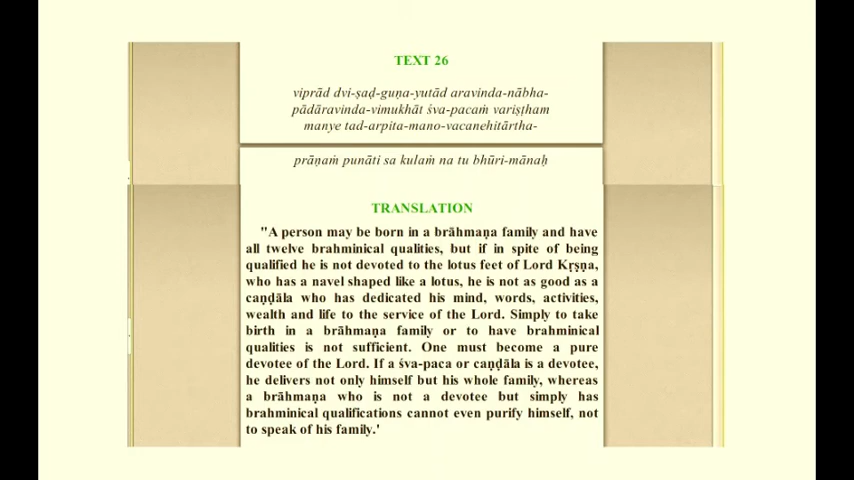 TEXT 26
viprād dvi-ṣaḍ-guṇa-yutād aravinda-nābha-
pādāravinda-vimukhāt śva-pacaṁ variṣṭham
manye tad-arpita-mano-vacanehitārtha-
prāṇaṁ punāti sa kulaṁ na tu bhūri-mānaḥ
TRANSLATION
"A person may be born in a brāhmaṇa family and have
all twelve brahminical qualities, but if in spite of being
qualified he is not devoted to the lotus feet of Lord Kṛṣṇa,
who has a navel shaped like a lotus, he is not as good as a
caṇḍāla who has dedicated his mind, words, activities,
wealth and life to the service of the Lord. Simply to take
birth in a brāhmaṇa family or to have brahminical
qualities is not sufficient. One must become a pure
devotee of the Lord. If a śva-paca or caṇḍāla is a devotee,
he delivers not only himself but his whole family, whereas
a brāhmaṇa who is not a devotee but simply has
brahminical qualifications cannot even purify himself, not
to speak of his family.'